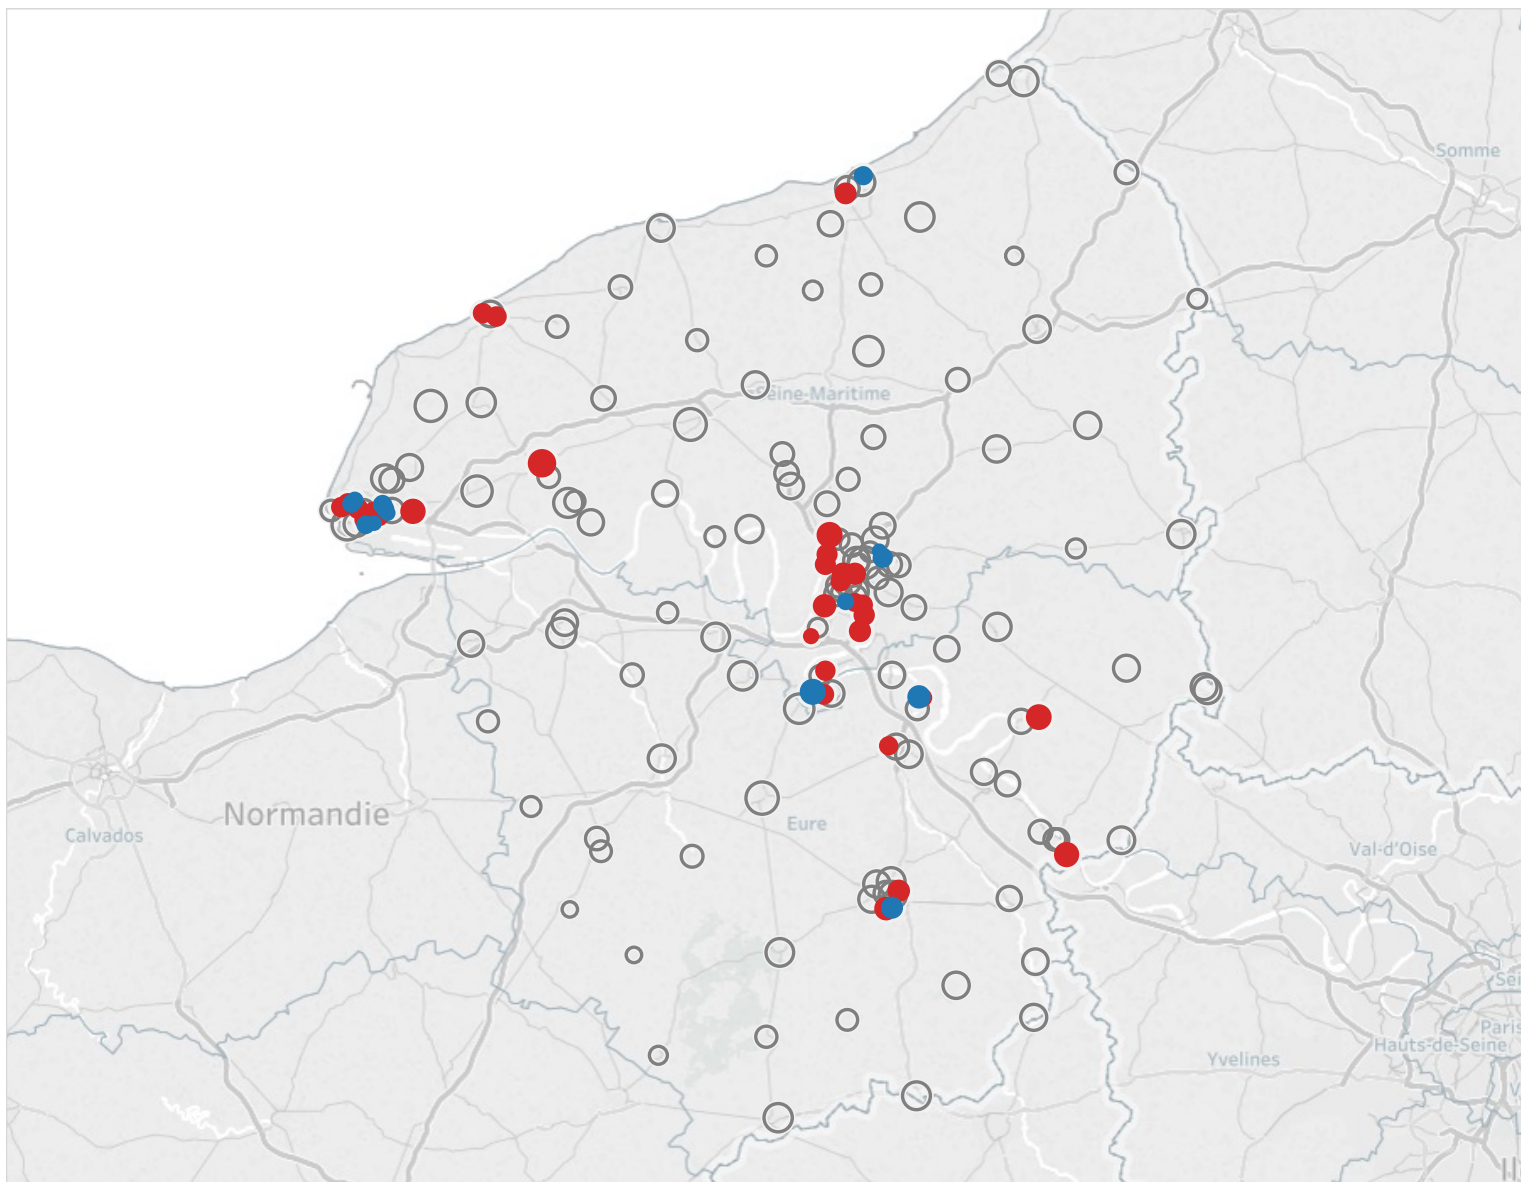 Somme
Seine-Maritime
Normandie
Calvados
Eure
Val-d'Oise
Paris
Hauts-de-Seine
Yvelines